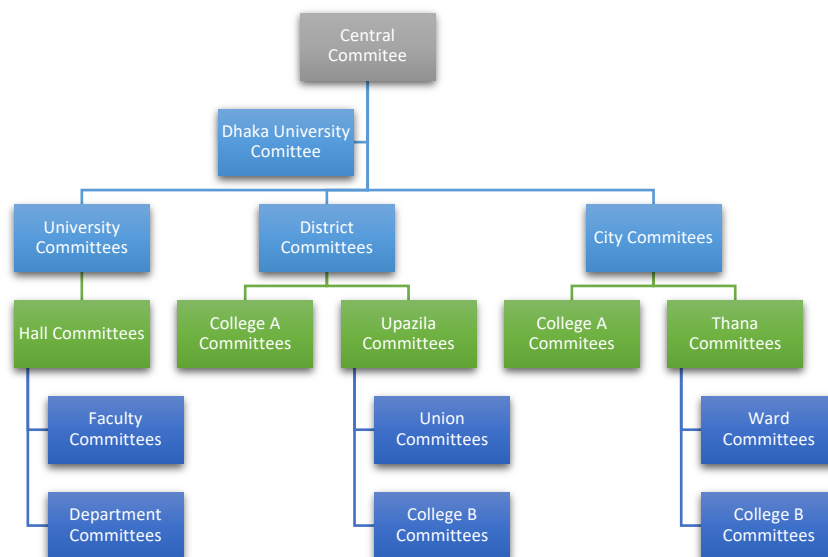 Central
Commitee
Dhaka University
Comittee
University
Committees
District
Committees
City Commitees
Hall Committees
College A
Committees
Upazila
Committees
College A
Commitees
Thana
Committees
Faculty
Committees
Union
Committees
Ward
Committees
Department
Committees
College B
Committees
College B
Committees